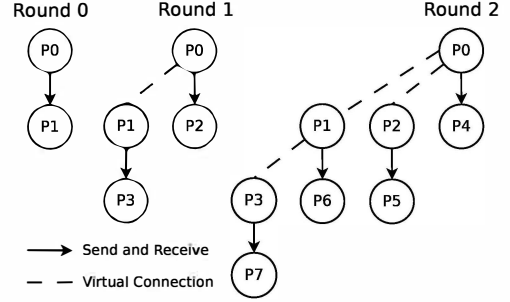 Round 0 Round 1 Round 2
P0 P0 P0
P1 P1 P2 P1 P2 P4
P3 P3 P6 P5
Send and Receive
P7
Virtual Connection